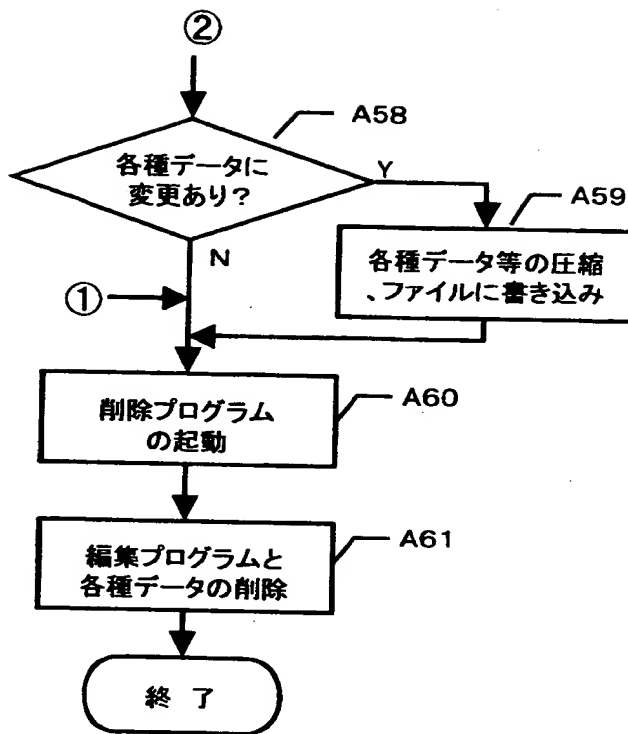 ②
A58
各種データに
変更あり?
Y
A59
各種データ等の圧縮
、ファイルに書き込み
N
①
削除プログラム
の起動
A60
編集プログラムと
各種データの削除
A61
終 了